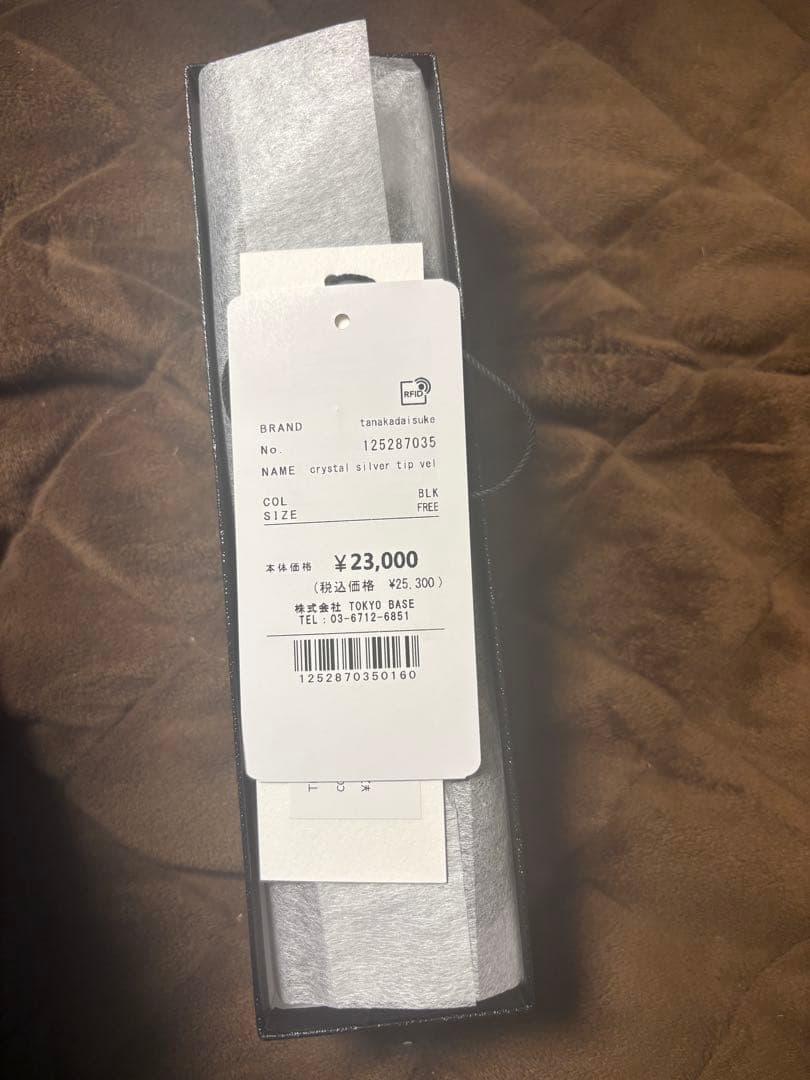 RFID
BRAND tanakadaisuke
No. 125287035
NAME crystal silver tip vel
COL BLK
SIZE FREE
本体価格 ¥23,000
(税込価格 ¥25,300)
株式会社 TOKYO BASE
TEL:03-6712-6851
1252870350160